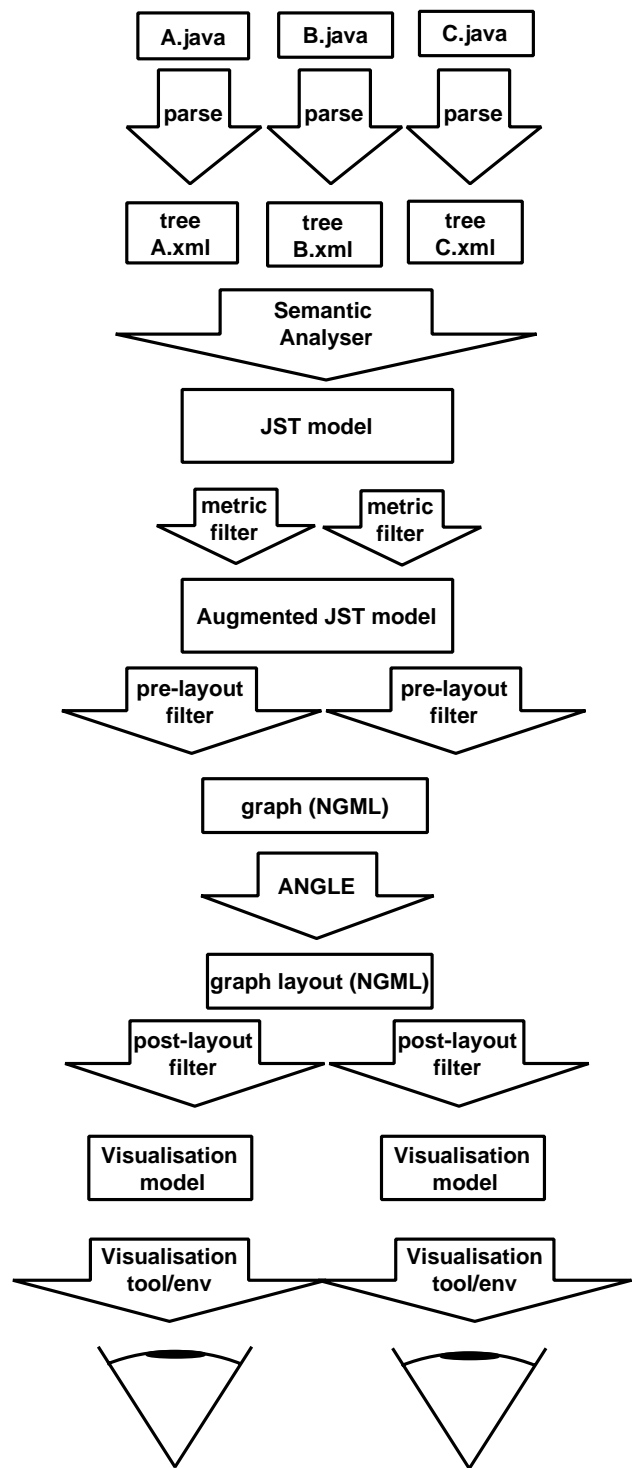 A.java
B.java
C.java
parse
parse
parse
tree
A.xml
tree
B.xml
tree
C.xml
Semantic
Analyser
JST model
metric
filter
metric
filter
Augmented JST model
pre-layout
filter
pre-layout
filter
graph (NGML)
ANGLE
graph layout (NGML)
post-layout
filter
post-layout
filter
Visualisation
model
Visualisation
model
Visualisation
tool/env
Visualisation
tool/env